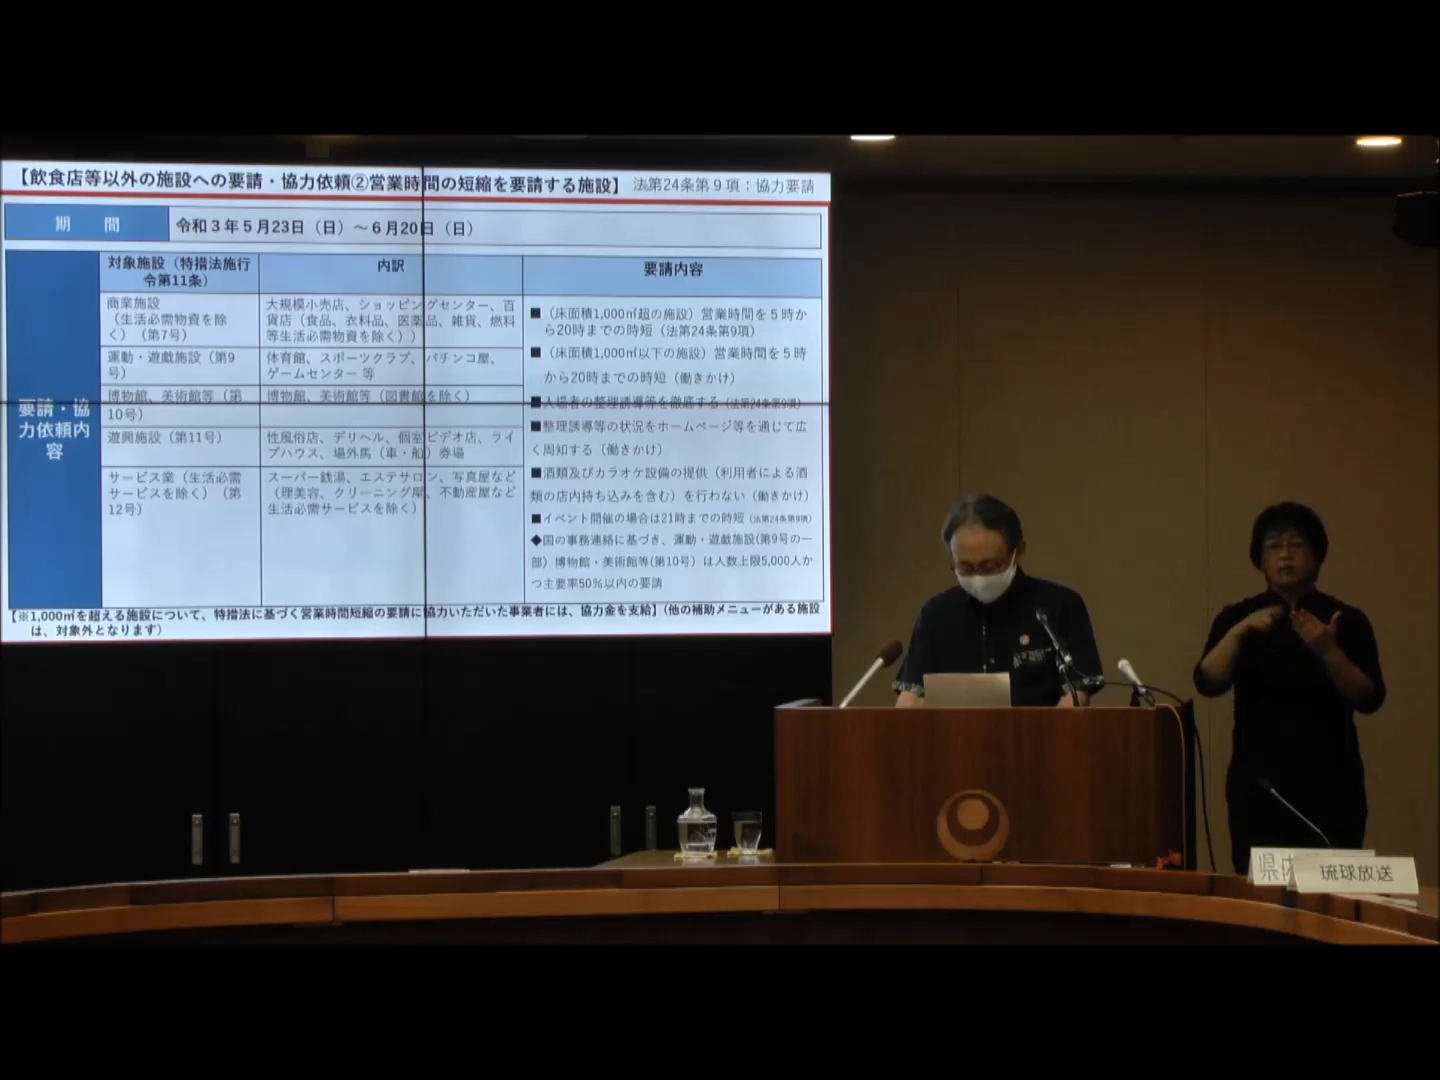 【飲食店等以外の施設への要請・協力依頼②営業時間の短縮を要請する施設】 法第24条第９項：協力要請
期　間
令和３年５月23日（日）～６月20日（日）
要請・協
力依頼内
容
対象施設（特措法施行
令第11条）
内訳
要請内容
商業施設
（生活必需物資を除
く）（第7号）
大規模小売店、ショッピングセンター、百
貨店（食品、衣料品、医薬品、雑貨、燃料
等生活必需物資を除く））
運動・遊戯施設（第9
号）
体育館、スポーツクラブ、パチンコ屋、
ゲームセンター 等
博物館、美術館等（第
10号）
博物館、美術館等（図書館を除く）
遊興施設（第11号）
性風俗店、デリヘル、個室ビデオ店、ライ
ブハウス、場外馬（車・船）券場
サービス業（生活必需
サービスを除く）（第
12号）
スーパー銭湯、エステサロン、写真屋など
（理美容、クリーニング屋、不動産屋など
生活必需サービスを除く）
■（床面積1,000㎡超の施設）営業時間を５時か
ら20時までの時短（法第24条第9項）
■（床面積1,000㎡以下の施設）営業時間を５時
から20時までの時短（働きかけ）
■入場者の整理誘導等を徹底する（法第24条第9項）
■整理誘導等の状況をホームページ等を通じて広
く周知する（働きかけ）
■酒類及びカラオケ設備の提供（利用者による酒
類の店内持ち込みを含む）を行わない（働きかけ）
■イベント開催の場合は21時までの時短（法第24条第9項）
◆国の事務連絡に基づき、運動・遊戯施設(第9号の一
部）博物館・美術館等(第10号）は人数上限5,000人か
つ主要率50%以内の要請
【※1,000㎡を超える施設について、特措法に基づく営業時間短縮の要請に協力いただいた事業者には、協力金を支給】（他の補助メニューがある施設
は、対象外となります）
県内
琉球放送